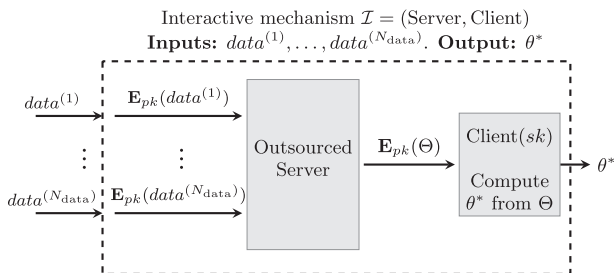 Interactive mechanism ℐ = (Server, Client)
Inputs: data^(1), …, data^(N_data). Output: θ*
data^(1)
E_pk(data^(1))
⋮
⋮
data^(N_data)
E_pk(data^(N_data))
Outsourced
Server
E_pk(Θ)
Client(sk)
Compute
θ* from Θ
θ*